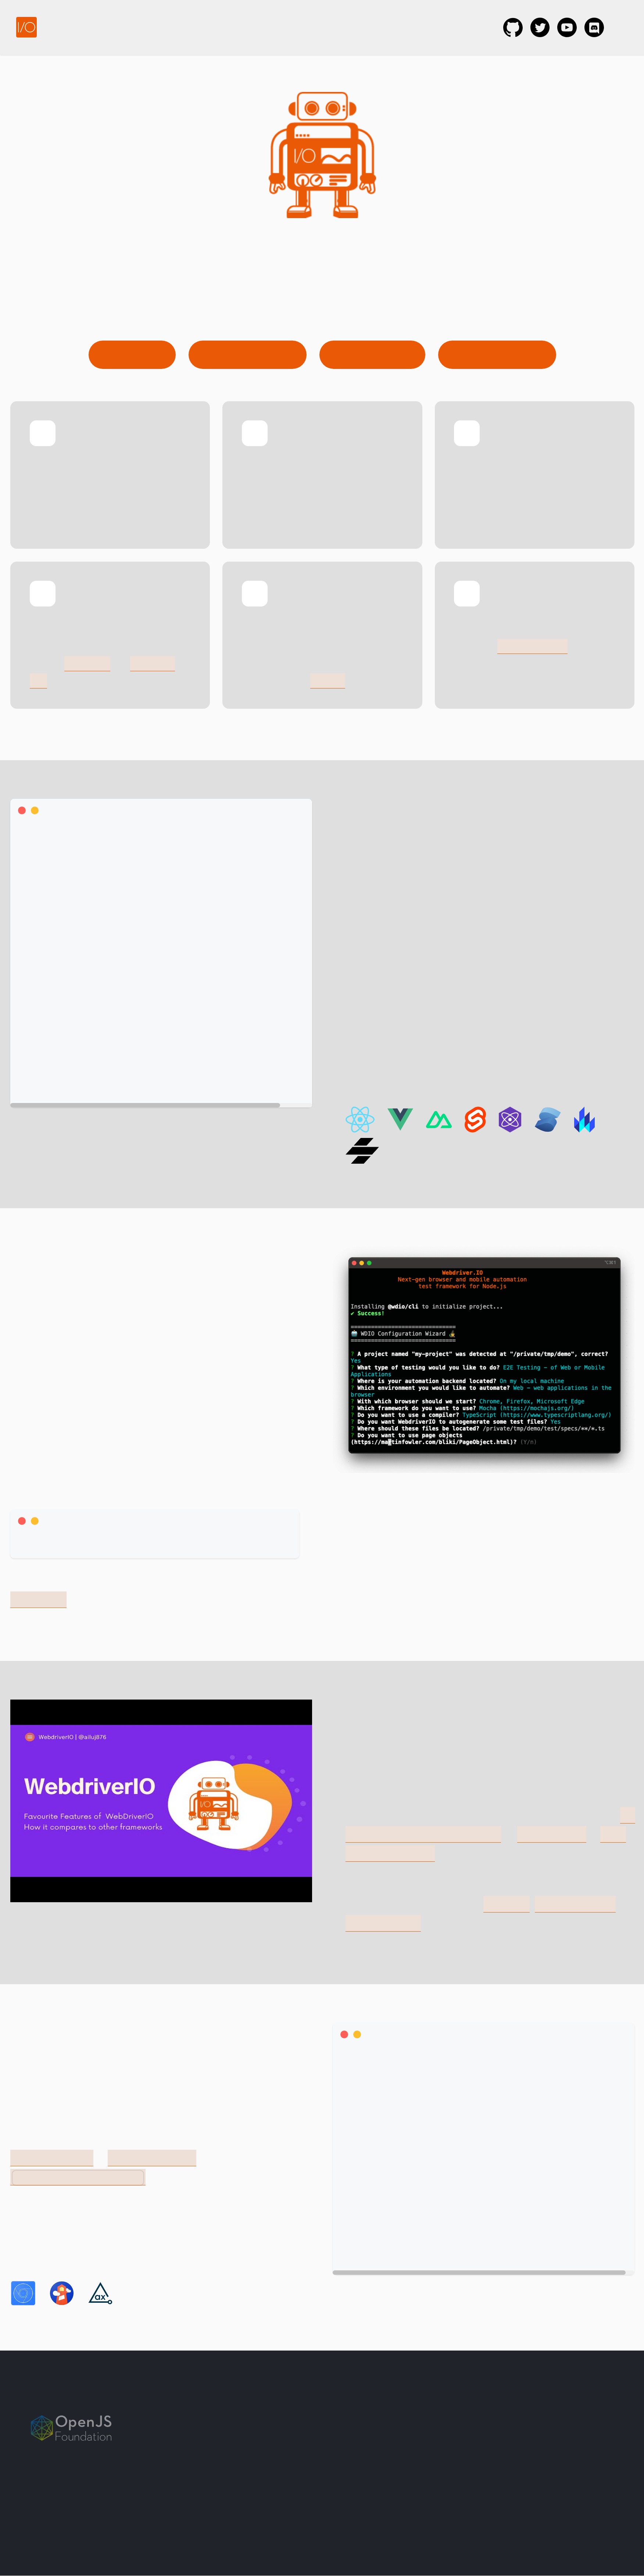 I/O
I/O
Webdriver.IO
Next-gen browser and mobile automation
test framework for Node.js
Installing @wdio/cli to initialize project...
✔ Success!
===============================
🤖 WDIO Configuration Wizard 🧙
===============================
? A project named "my-project" was detected at "/private/tmp/demo", correct?
Yes
? What type of testing would you like to do? E2E Testing - of Web or Mobile
Applications
? Where is your automation backend located? On my local machine
? Which environment you would like to automate? Web - web applications in the
browser
? With which browser should we start? Chrome, Firefox, Microsoft Edge
? Which framework do you want to use? Mocha (https://mochajs.org/)
? Do you want to use a compiler? TypeScript (https://www.typescriptlang.org/)
? Do you want WebdriverIO to autogenerate some test files? Yes
? Where should these files be located? /private/tmp/demo/test/specs/**/*.ts
? Do you want to use page objects
(https://martinfowler.com/bliki/PageObject.html)? (Y/n)
WebdriverIO | @alluj876
WebdriverIO
Favourite Features of WebDriverIO
How it compares to other frameworks
ax
OpenJS
Foundation